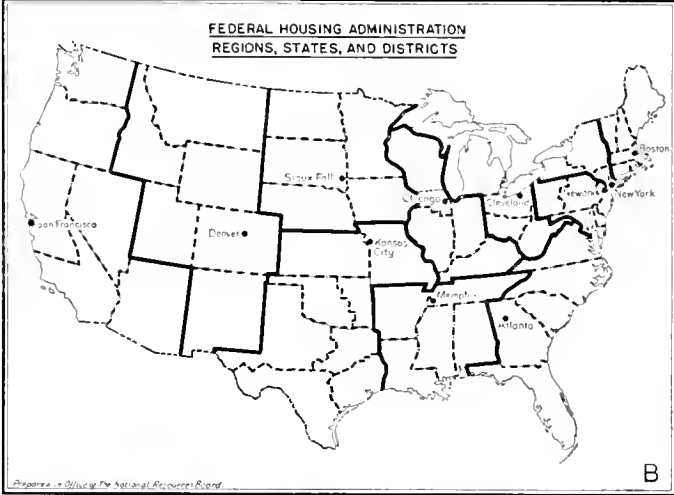 FEDERAL HOUSING ADMINISTRATION
REGIONS, STATES, AND DISTRICTS
Boston
Sioux Fall
Chicago
Cleveland
Newark
New York
San Francisco
Denver
Kansas
City
Memphis
Atlanta
Prepared in Office of The National Resources Board
B